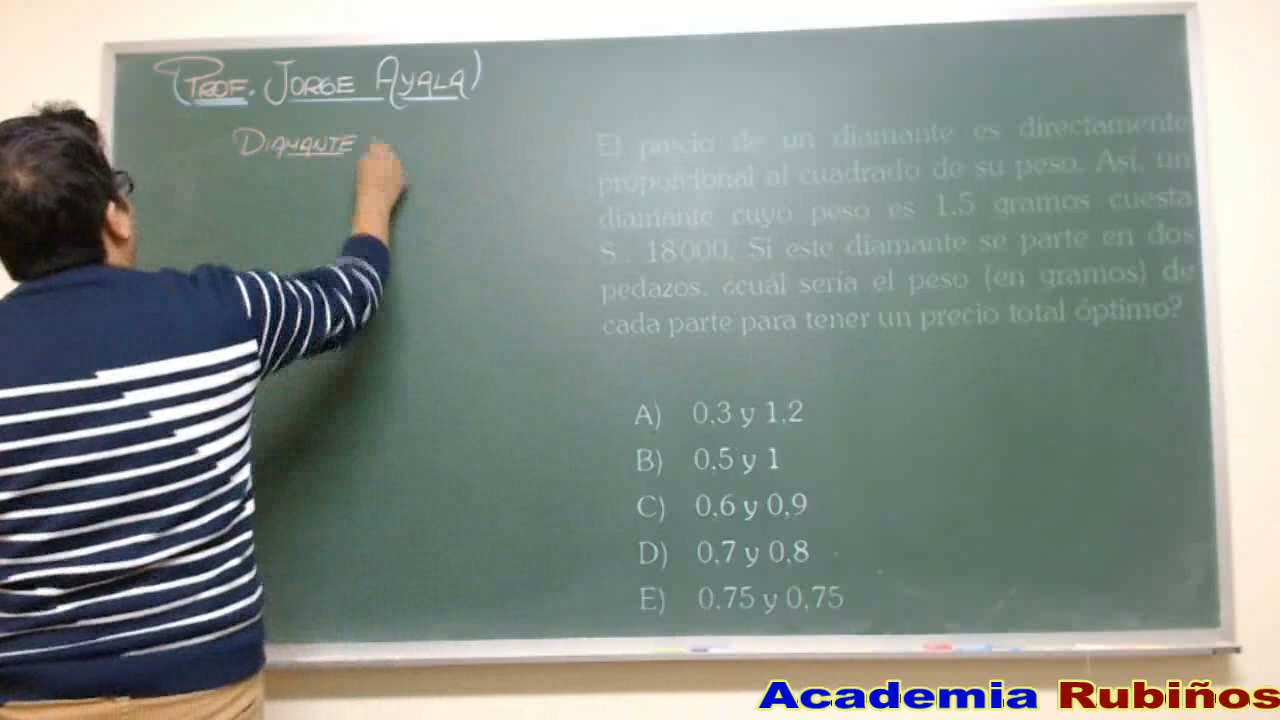 (PROF. JORGE AYALA)
DIAMANTE
El precio de un diamante es directamente
proporcional al cuadrado de su peso. Así, un
diamante cuyo peso es 1.5 gramos cuesta
S/. 18000. Si este diamante se parte en dos
pedazos, ¿cuál sería el peso (en gramos) de
cada parte para tener un precio total óptimo?
A) 0,3 y 1,2
B) 0,5 y 1
C) 0,6 y 0,9
D) 0,7 y 0,8
E) 0,75 y 0,75
Academia Rubiños